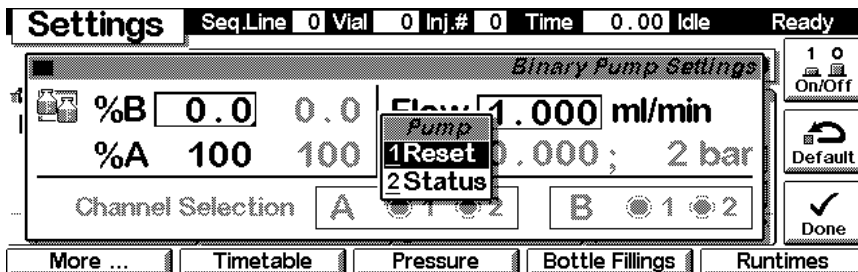 Settings Seq.Line 0 Vial 0 Inj.# 0 Time 0.00 Idle Ready
Binary Pump Settings
1 0
On/Off
%B 0.0 0.0 Flow 1.000 ml/min
Pump
1 Reset
2 Status
%A 100 100 0.000 ; 2 bar
Default
Channel Selection A 1 2 B 1 2
Done
More ... Timetable Pressure Bottle Fillings Runtimes